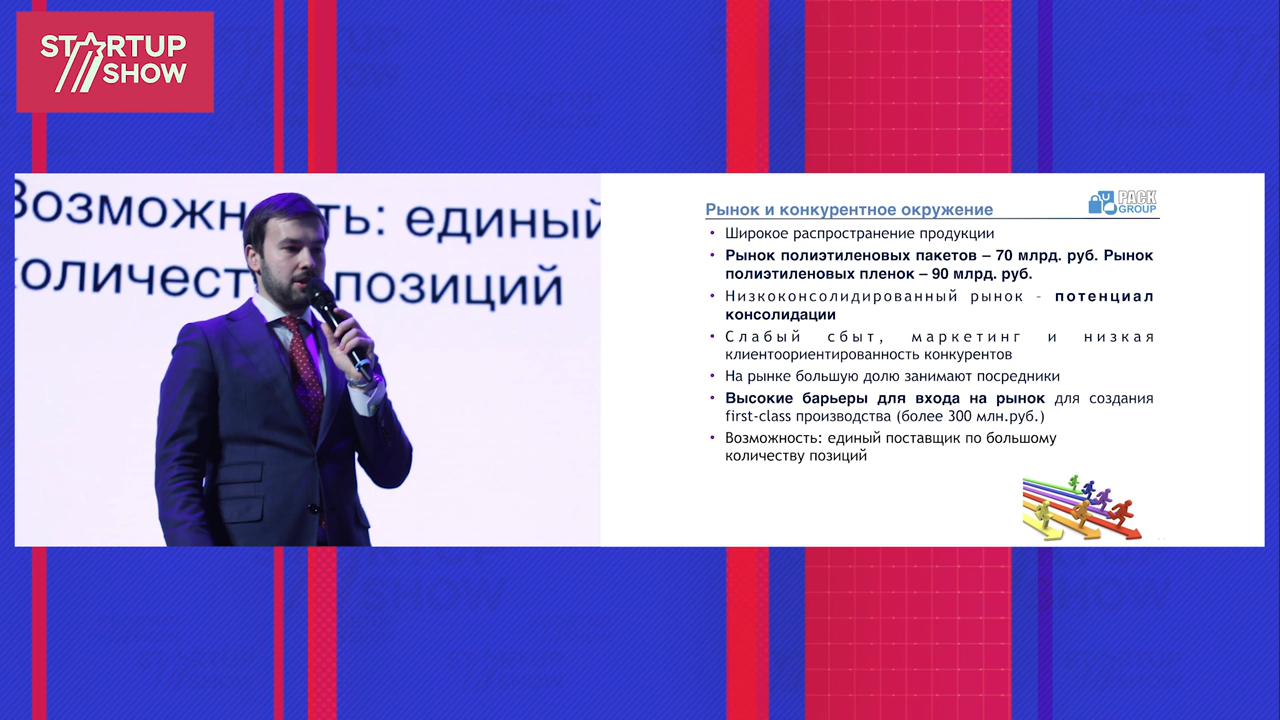 STARTUP
SHOW
Возможность: единый
количеству позиций
PACK
GROUP
Рынок и конкурентное окружение
• Широкое распространение продукции
• Рынок полиэтиленовых пакетов – 70 млрд. руб. Рынок
полиэтиленовых пленок – 90 млрд. руб.
• Низкоконсолидированный рынок - потенциал
консолидации
• Слабый сбыт, маркетинг и низкая
клиентоориентированность конкурентов
• На рынке большую долю занимают посредники
• Высокие барьеры для входа на рынок для создания
first-class производства (более 300 млн.руб.)
• Возможность: единый поставщик по большому
количеству позиций